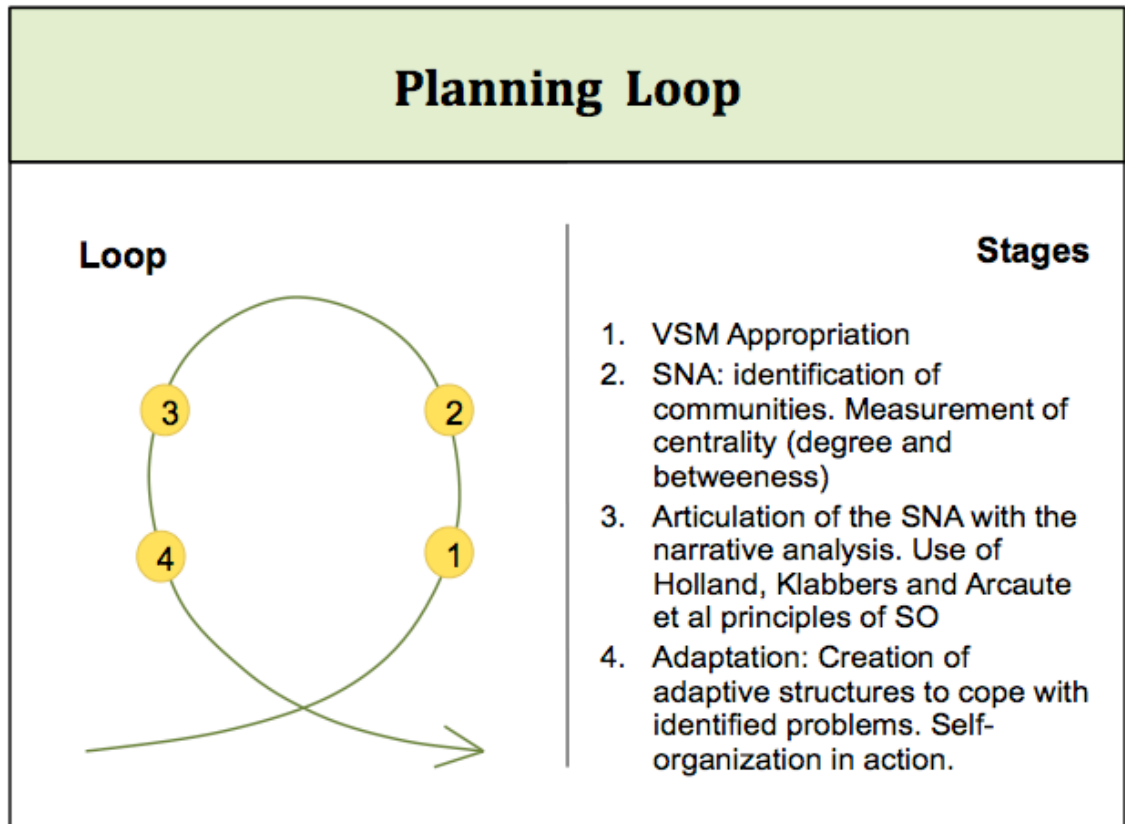 Planning Loop
Loop
3
2
4
1
Stages
1. VSM Appropriation
2. SNA: identification of
communities. Measurement of
centrality (degree and
betweeness)
3. Articulation of the SNA with the
narrative analysis. Use of
Holland, Klabbers and Arcaute
et al principles of SO
4. Adaptation: Creation of
adaptive structures to cope with
identified problems. Self-
organization in action.